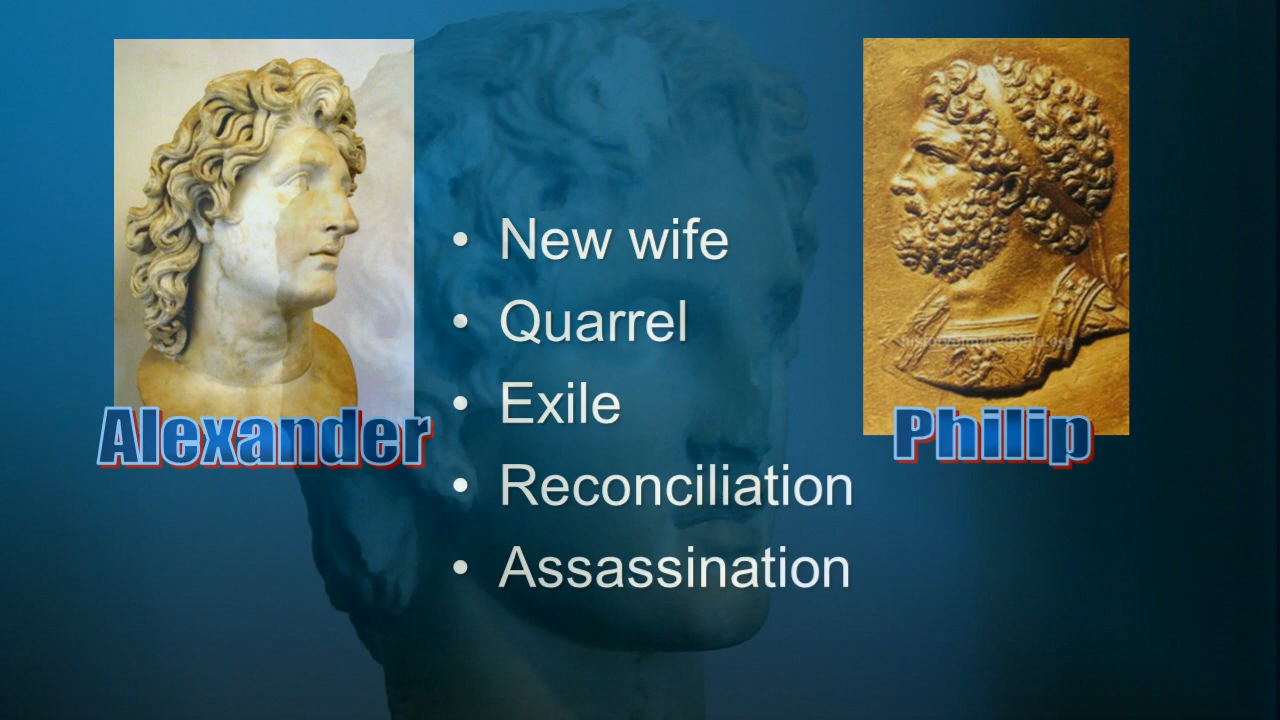 • New wife
• Quarrel
• Exile
• Reconciliation
• Assassination
Alexander
Philip